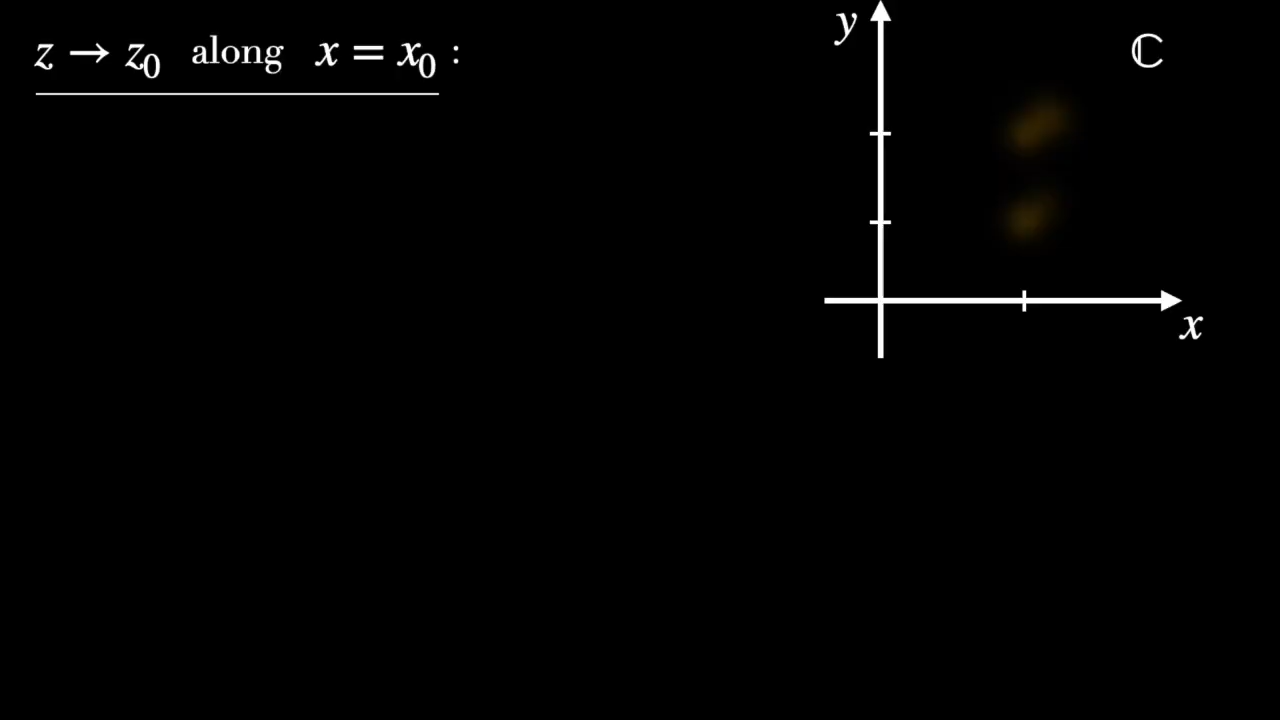 z → z₀ along x = x₀ :
y
ℂ
x